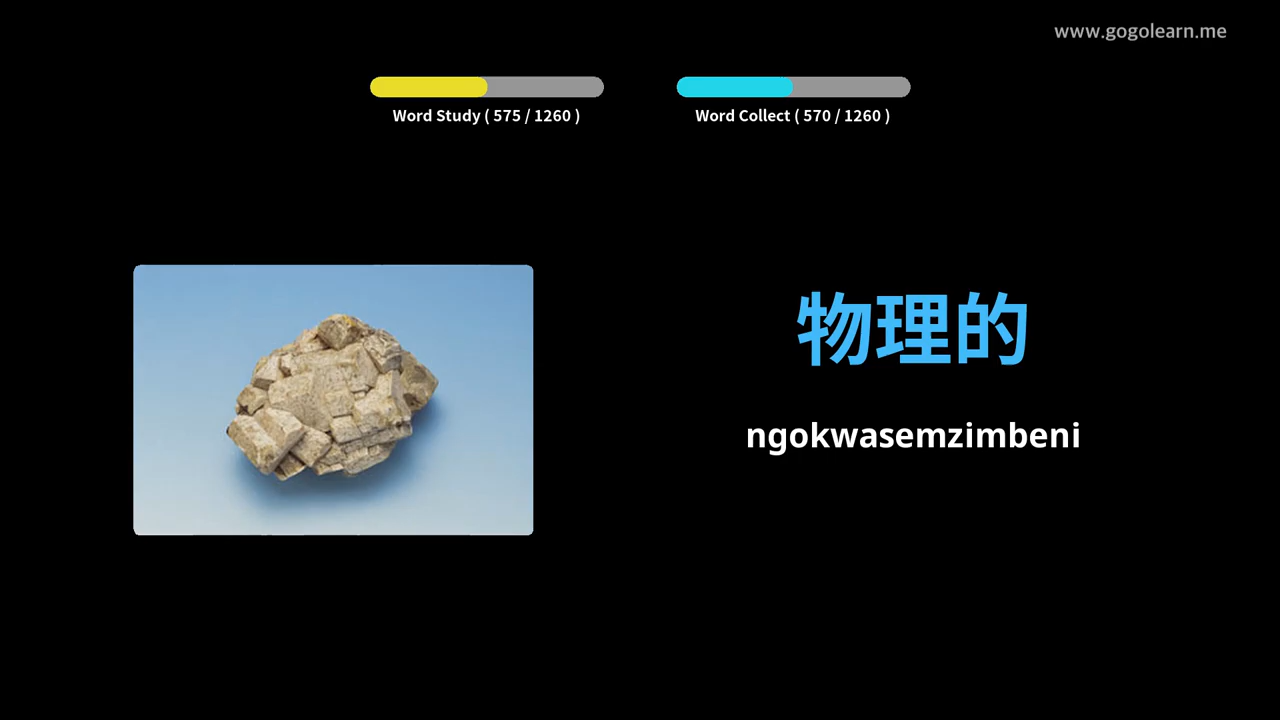 www.gogolearn.me
Word Study ( 575 / 1260 )
Word Collect ( 570 / 1260 )
物理的
ngokwasemzimbeni